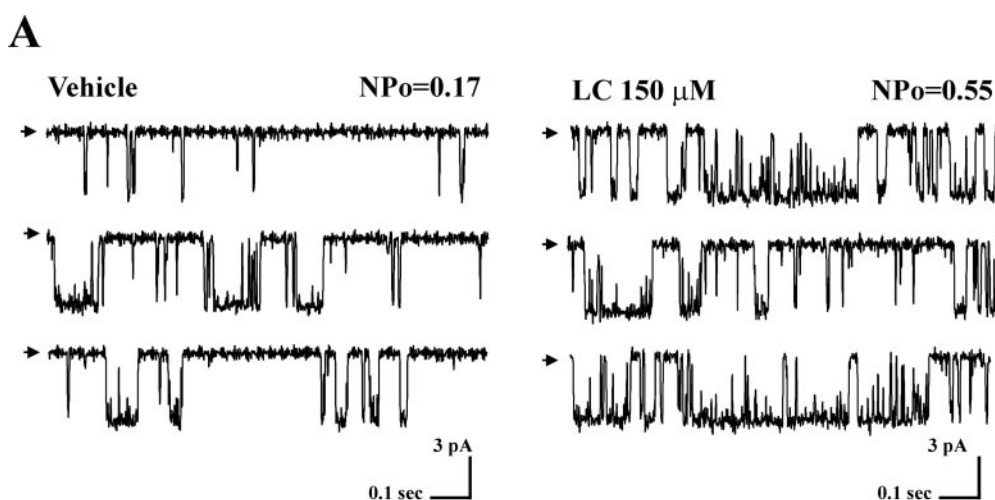 A
Vehicle NPo=0.17
LC 150 μM NPo=0.55
3 pA
0.1 sec
3 pA
0.1 sec